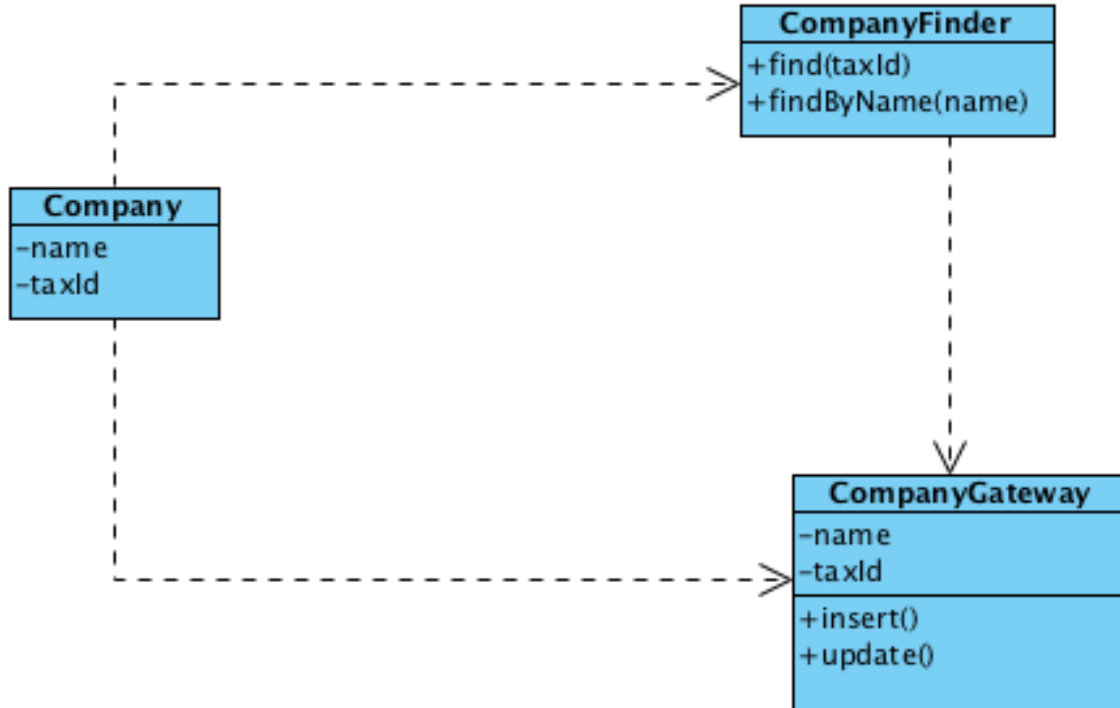 CompanyFinder
+find(taxId)
+findByName(name)
Company
-name
-taxId
CompanyGateway
-name
-taxId
+insert()
+update()